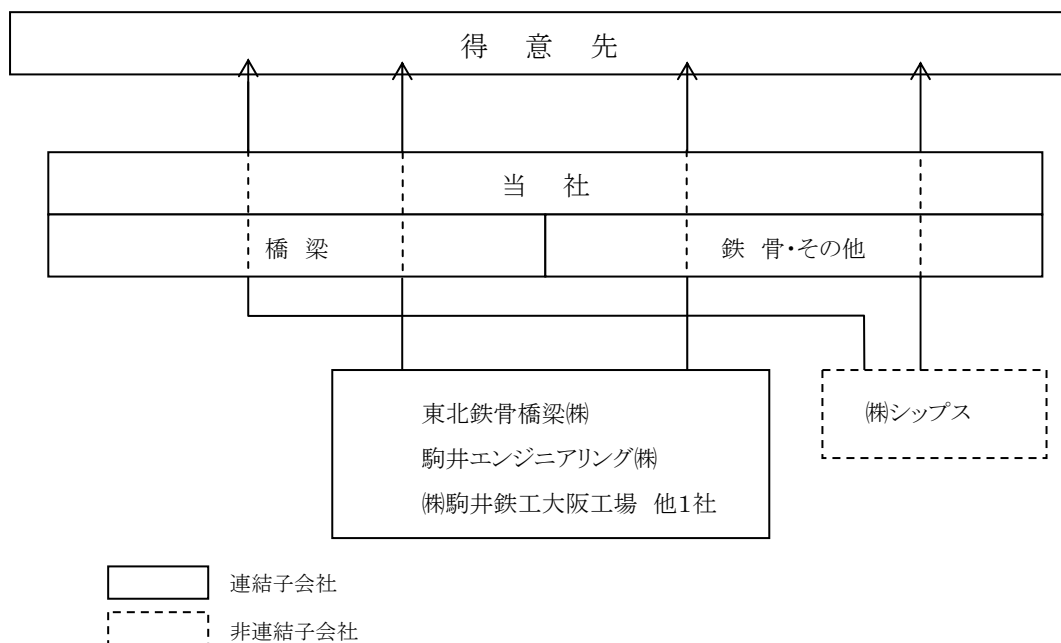 得 意 先
当 社
橋 梁
鉄 骨・その他
東北鉄骨橋梁㈱
駒井エンジニアリング㈱
㈱駒井鉄工大阪工場 他1社
㈱シップス
連結子会社
非連結子会社